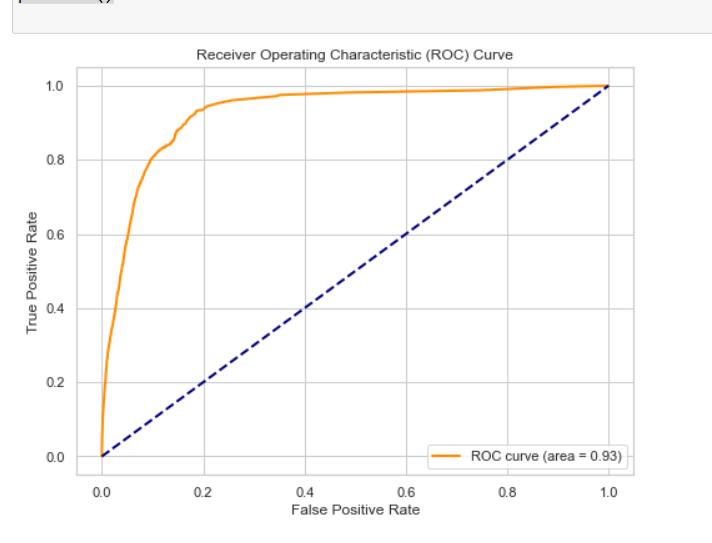 Receiver Operating Characteristic (ROC) Curve
1.0
0.8
0.6
0.4
0.2
0.0
True Positive Rate
ROC curve (area = 0.93)
0.0 0.2 0.4 0.6 0.8 1.0
False Positive Rate